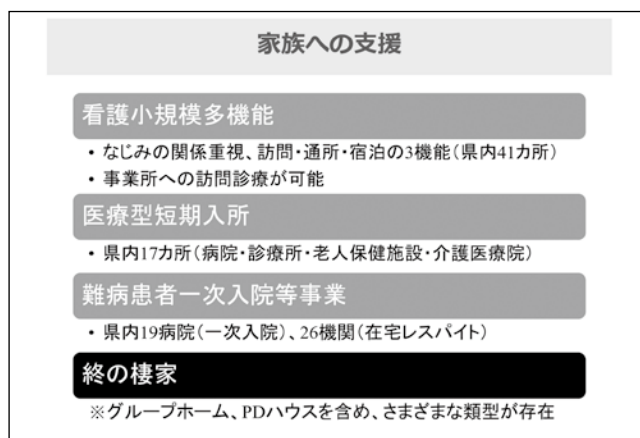 家族への支援
看護小規模多機能
・なじみの関係重視、訪問・通所・宿泊の3機能（県内41カ所）
・事業所への訪問診療が可能
医療型短期入所
・県内17カ所（病院・診療所・老人保健施設・介護医療院）
難病患者一次入院等事業
・県内19病院（一次入院）、26機関（在宅レスパイト）
終の棲家
※グループホーム、PDハウスを含め、さまざまな類型が存在